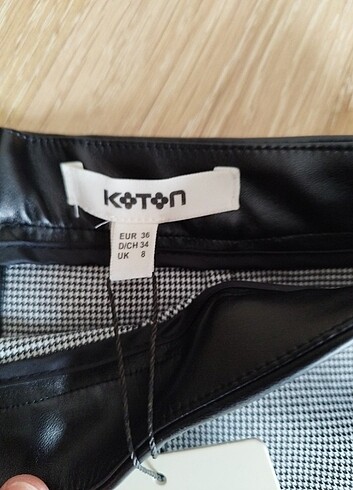 KOTON
EUR 36
D/CH 34
UK 8